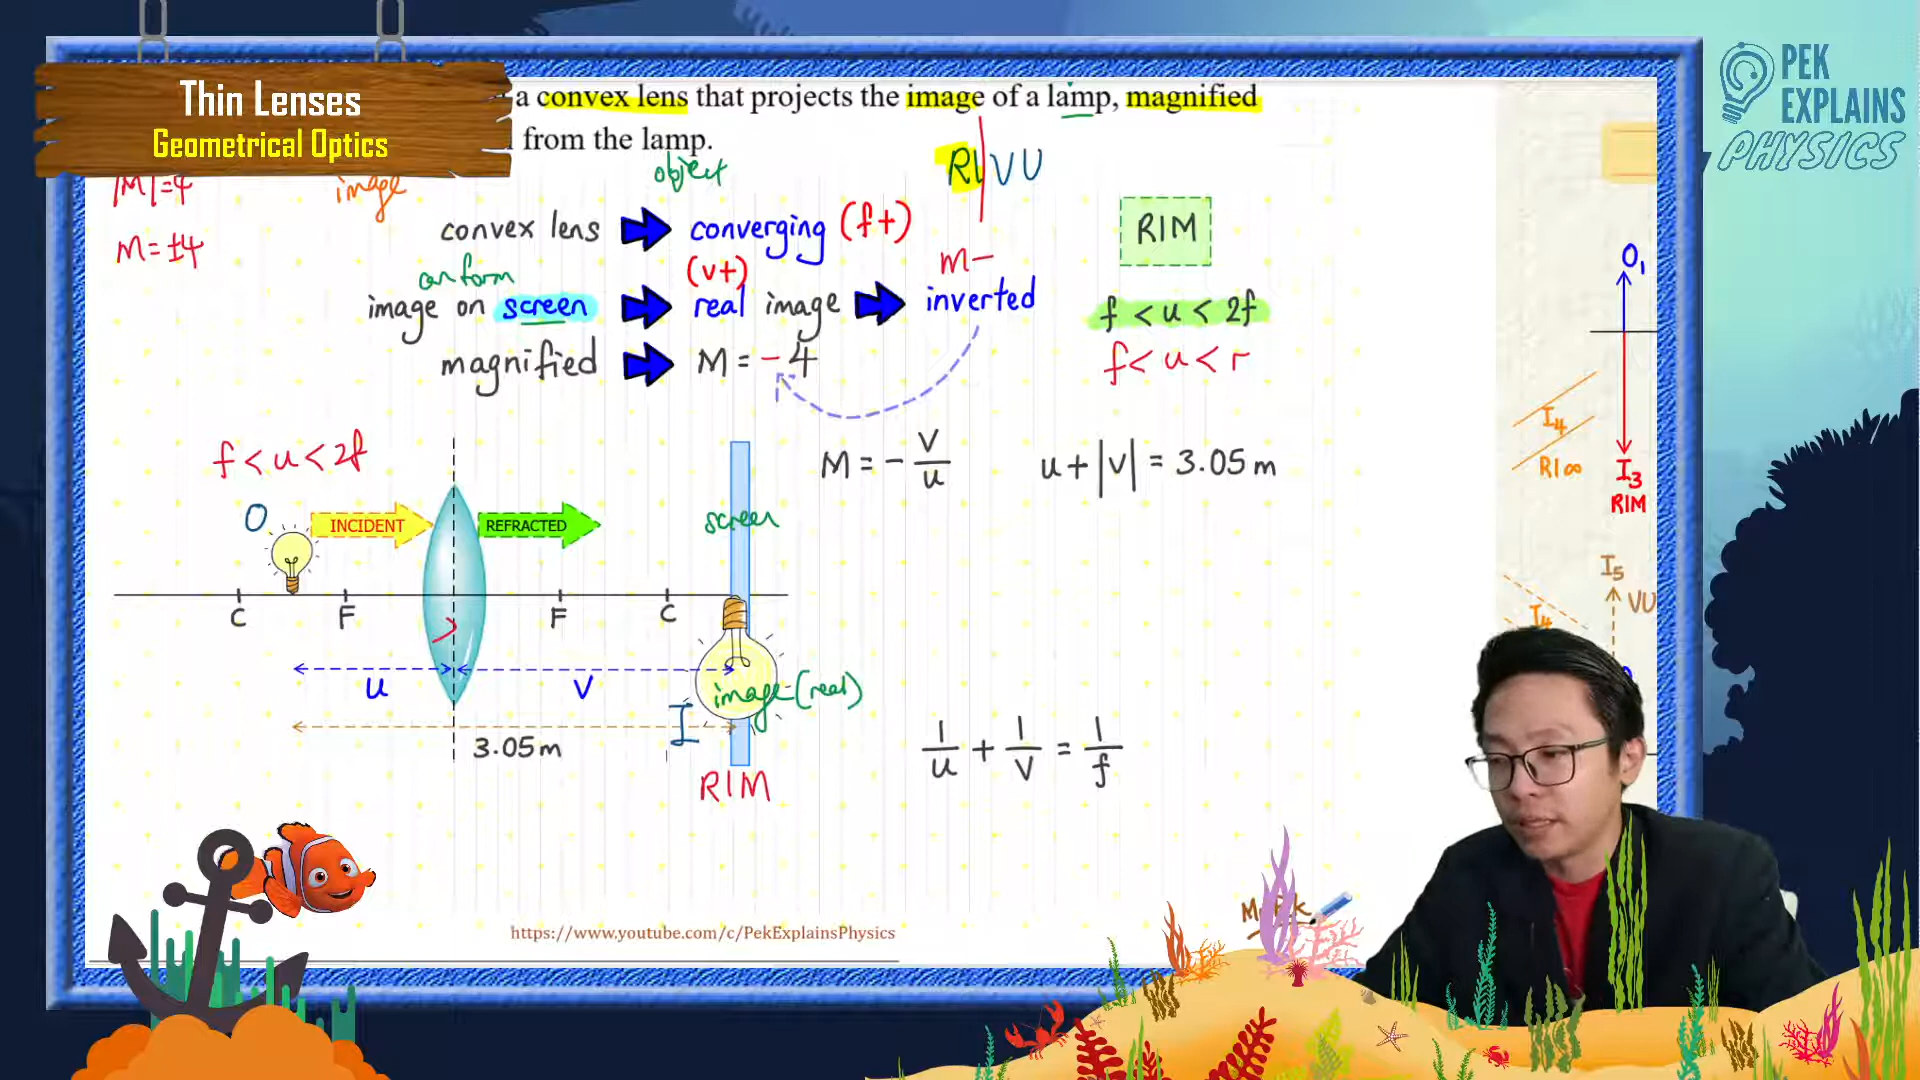 Thin Lenses
Geometrical Optics
PEK
EXPLAINS
PHYSICS
a convex lens that projects the image of a lamp, magnified
from the lamp.
object
RI VU
|M|=4
image
M=±4
convex lens converging (f+)
RIM
an form
(v+)
m-
image on screen real image inverted
f < u < 2f
magnified M = -4
f < u < r
O1
I4
RI∞
I3
RIM
f < u < 2f
M = - v/u
u + |v| = 3.05 m
O
INCIDENT
REFRACTED
screen
C F F C
I5
VU
I4
u v
image (real)
I
3.05m
RIM
1/u + 1/v = 1/f
https://www.youtube.com/c/PekExplainsPhysics